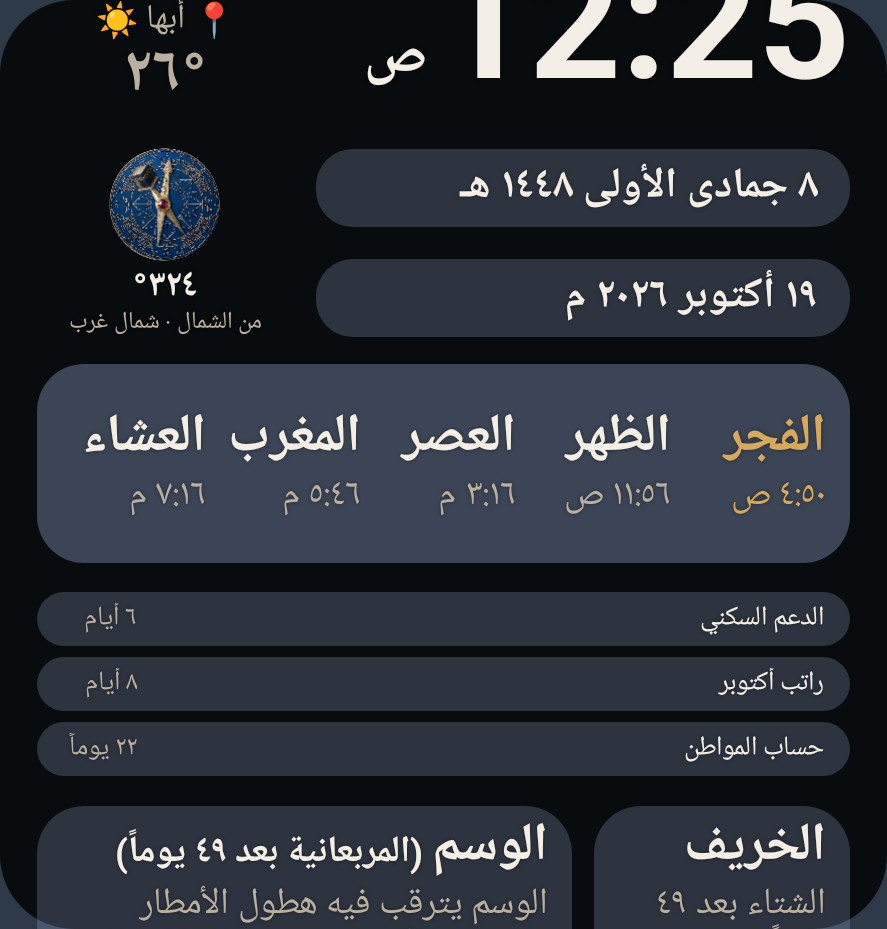 12:25 ص
📍 أبها ☀️
٢٦°
٨ جمادى الأولى ١٤٤٨ هـ
١٩ أكتوبر ٢٠٢٦ م
٣٢٤°
من الشمال · شمال غرب
الفجر الظهر العصر المغرب العشاء
٤:٥٠ ص ١١:٥٦ ص ٣:١٦ م ٥:٤٦ م ٧:١٦ م
الدعم السكني ٦ أيام
راتب أكتوبر ٨ أيام
حساب المواطن ٢٢ يوماً
الخريف
الشتاء بعد ٤٩
الوسم (المربعانية بعد ٤٩ يوماً)
الوسم يترقب فيه هطول الأمطار